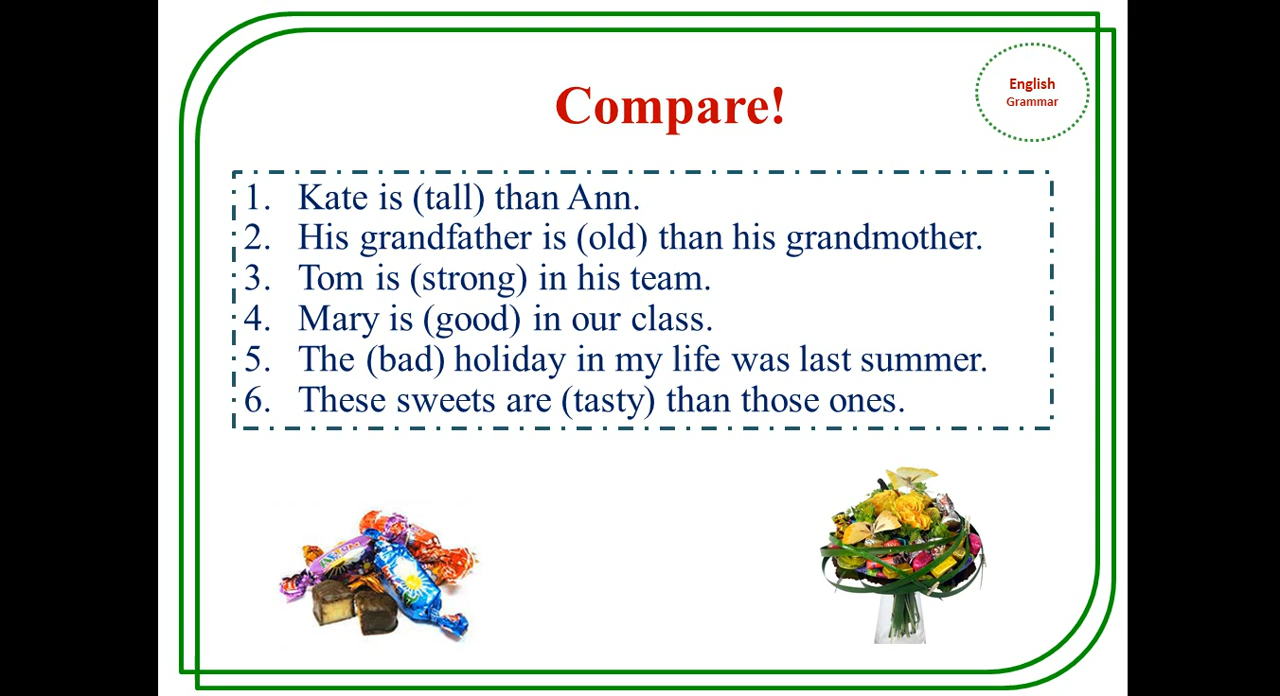 English
Grammar
Compare!
1. Kate is (tall) than Ann.
2. His grandfather is (old) than his grandmother.
3. Tom is (strong) in his team.
4. Mary is (good) in our class.
5. The (bad) holiday in my life was last summer.
6. These sweets are (tasty) than those ones.